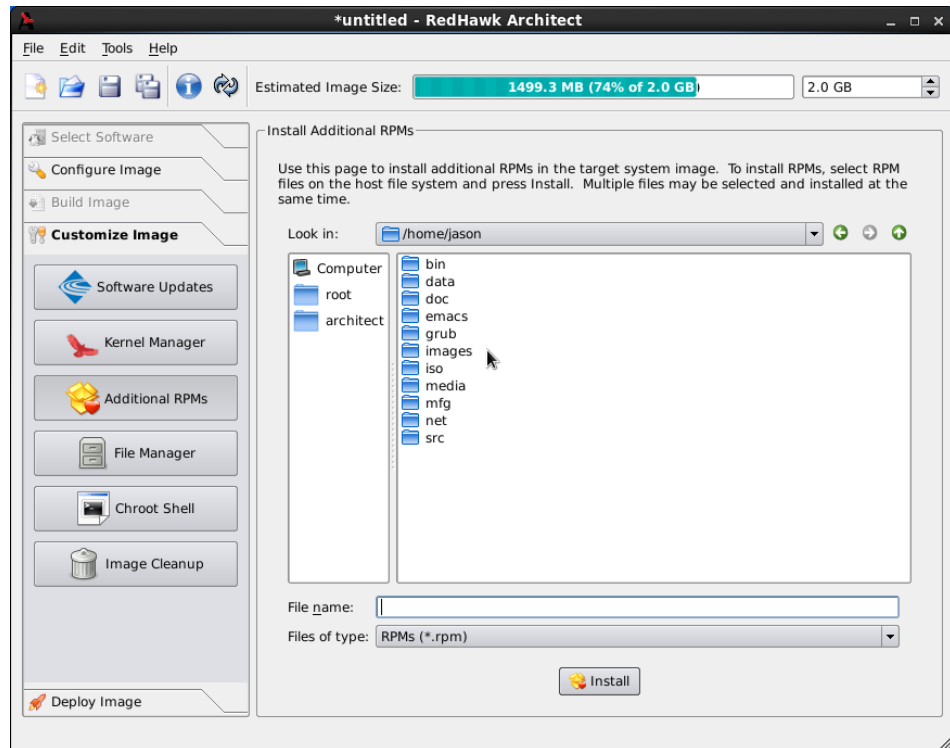 *untitled - RedHawk Architect
File Edit Tools Help
Estimated Image Size: 1499.3 MB (74% of 2.0 GB) 2.0 GB
Select Software
Configure Image
Build Image
Customize Image
Software Updates
Kernel Manager
Additional RPMs
File Manager
Chroot Shell
Image Cleanup
Deploy Image
Install Additional RPMs
Use this page to install additional RPMs in the target system image. To install RPMs, select RPM
files on the host file system and press Install. Multiple files may be selected and installed at the
same time.
Look in: /home/jason
Computer
root
architect
bin
data
doc
emacs
grub
images
iso
media
mfg
net
src
File name:
Files of type: RPMs (*.rpm)
Install